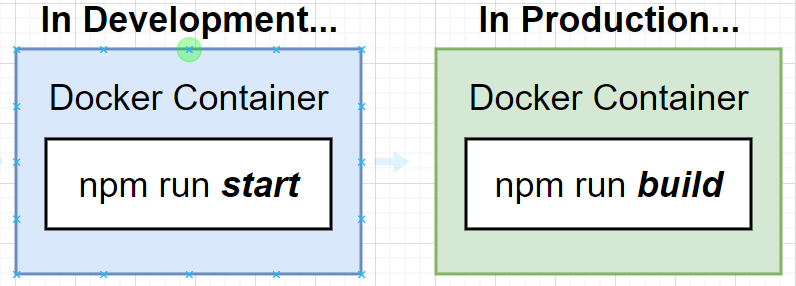 In Development...
Docker Container
npm run start
In Production...
Docker Container
npm run build